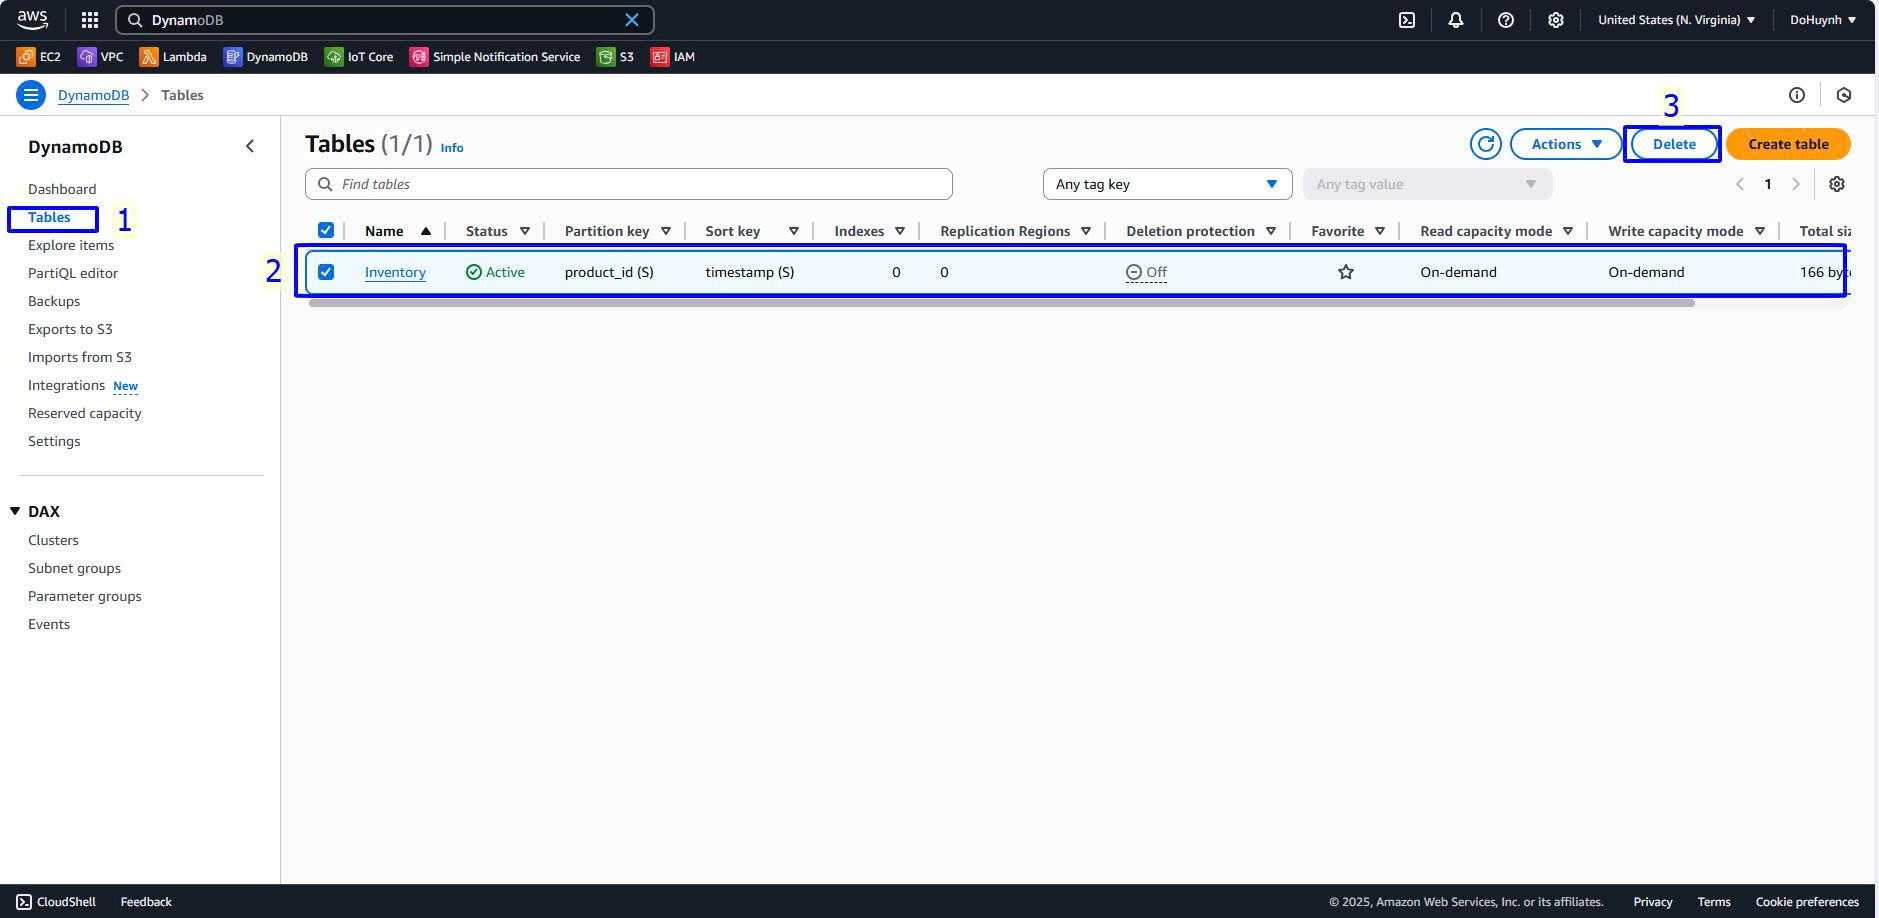 aws
DynamoDB
United States (N. Virginia)
DoHuynh
EC2 VPC Lambda DynamoDB IoT Core Simple Notification Service S3 IAM
DynamoDB Tables
DynamoDB
Dashboard
Tables 1
Explore items
PartiQL editor
Backups
Exports to S3
Imports from S3
Integrations New
Reserved capacity
Settings
DAX
Clusters
Subnet groups
Parameter groups
Events
3
Tables (1/1) Info
Actions Delete Create table
Find tables Any tag key Any tag value 1
Name Status Partition key Sort key Indexes Replication Regions Deletion protection Favorite Read capacity mode Write capacity mode Total siz
2 Inventory Active product_id (S) timestamp (S) 0 0 Off On-demand On-demand 166 byte
CloudShell Feedback © 2025, Amazon Web Services, Inc. or its affiliates. Privacy Terms Cookie preferences